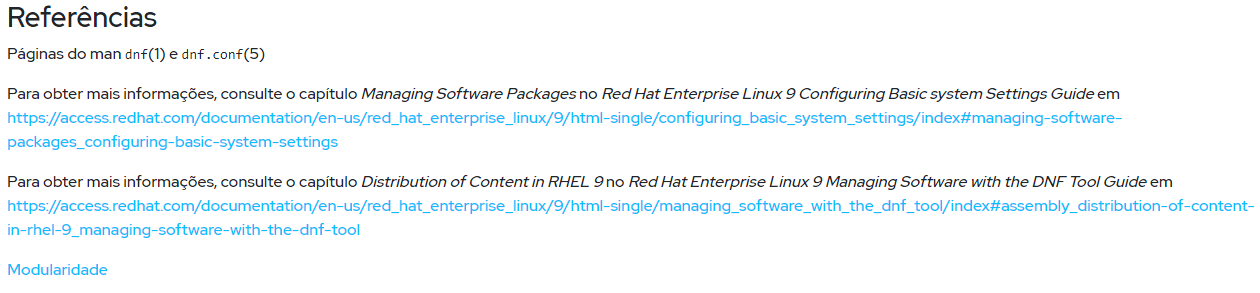 Referências
Páginas do man dnf(1) e dnf.conf(5)
Para obter mais informações, consulte o capítulo Managing Software Packages no Red Hat Enterprise Linux 9 Configuring Basic system Settings Guide em
https://access.redhat.com/documentation/en-us/red_hat_enterprise_linux/9/html-single/configuring_basic_system_settings/index#managing-software-
packages_configuring-basic-system-settings
Para obter mais informações, consulte o capítulo Distribution of Content in RHEL 9 no Red Hat Enterprise Linux 9 Managing Software with the DNF Tool Guide em
https://access.redhat.com/documentation/en-us/red_hat_enterprise_linux/9/html-single/managing_software_with_the_dnf_tool/index#assembly_distribution-of-content-
in-rhel-9_managing-software-with-the-dnf-tool
Modularidade